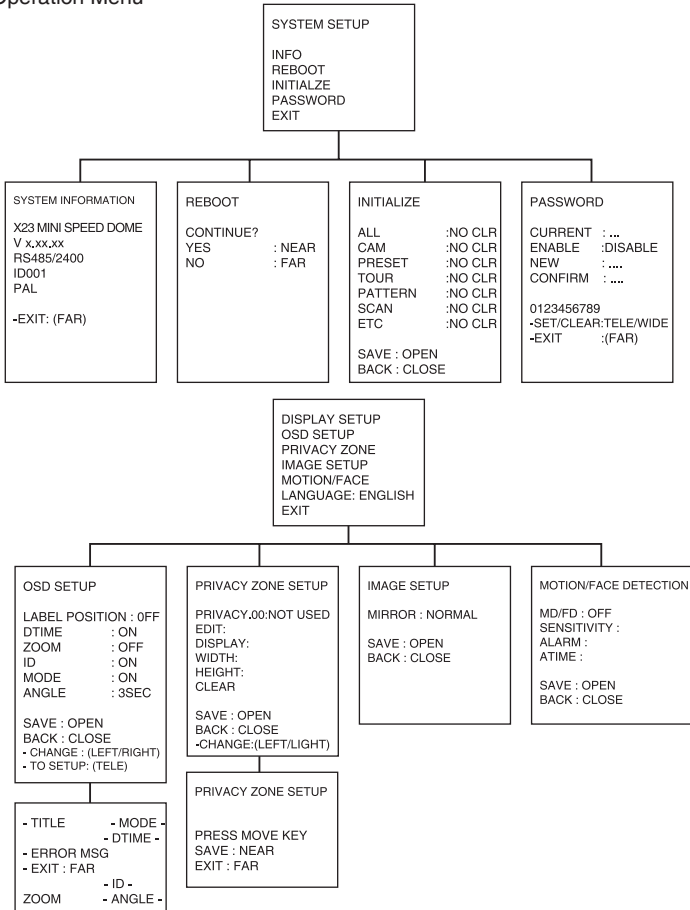 Operation Menu
SYSTEM SETUP
INFO
REBOOT
INITIALZE
PASSWORD
EXIT
SYSTEM INFORMATION
X23 MINI SPEED DOME
V x.xx.xx
RS485/2400
ID001
PAL
-EXIT: (FAR)
REBOOT
CONTINUE?
YES : NEAR
NO : FAR
INITIALIZE
ALL :NO CLR
CAM :NO CLR
PRESET :NO CLR
TOUR :NO CLR
PATTERN :NO CLR
SCAN :NO CLR
ETC :NO CLR
SAVE : OPEN
BACK : CLOSE
PASSWORD
CURRENT : ...
ENABLE :DISABLE
NEW : ....
CONFIRM : ....
0123456789
-SET/CLEAR:TELE/WIDE
-EXIT :(FAR)
DISPLAY SETUP
OSD SETUP
PRIVACY ZONE
IMAGE SETUP
MOTION/FACE
LANGUAGE: ENGLISH
EXIT
OSD SETUP
LABEL POSITION : 0FF
DTIME : ON
ZOOM : OFF
ID : ON
MODE : ON
ANGLE : 3SEC
SAVE : OPEN
BACK : CLOSE
- CHANGE : (LEFT/RIGHT)
- TO SETUP: (TELE)
PRIVACY ZONE SETUP
PRIVACY.00:NOT USED
EDIT:
DISPLAY:
WIDTH:
HEIGHT:
CLEAR
SAVE : OPEN
BACK : CLOSE
-CHANGE:(LEFT/LIGHT)
IMAGE SETUP
MIRROR : NORMAL
SAVE : OPEN
BACK : CLOSE
MOTION/FACE DETECTION
MD/FD : OFF
SENSITIVITY :
ALARM :
ATIME :
SAVE : OPEN
BACK : CLOSE
- TITLE - MODE -
- DTIME -
- ERROR MSG
- EXIT : FAR
- ID -
ZOOM - ANGLE -
PRIVACY ZONE SETUP
PRESS MOVE KEY
SAVE : NEAR
EXIT : FAR